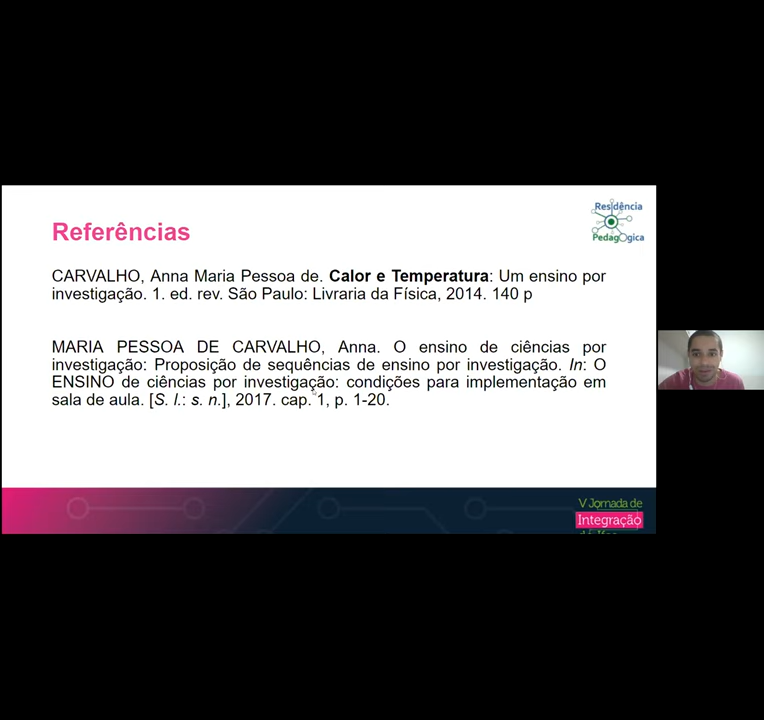 Residência
Pedagógica
Referências
CARVALHO, Anna Maria Pessoa de. Calor e Temperatura: Um ensino por
investigação. 1. ed. rev. São Paulo: Livraria da Física, 2014. 140 p
MARIA PESSOA DE CARVALHO, Anna. O ensino de ciências por
investigação: Proposição de sequências de ensino por investigação. In: O
ENSINO de ciências por investigação: condições para implementação em
sala de aula. [S. l.: s. n.], 2017. cap. 1, p. 1-20.
V Jornada de
Integração